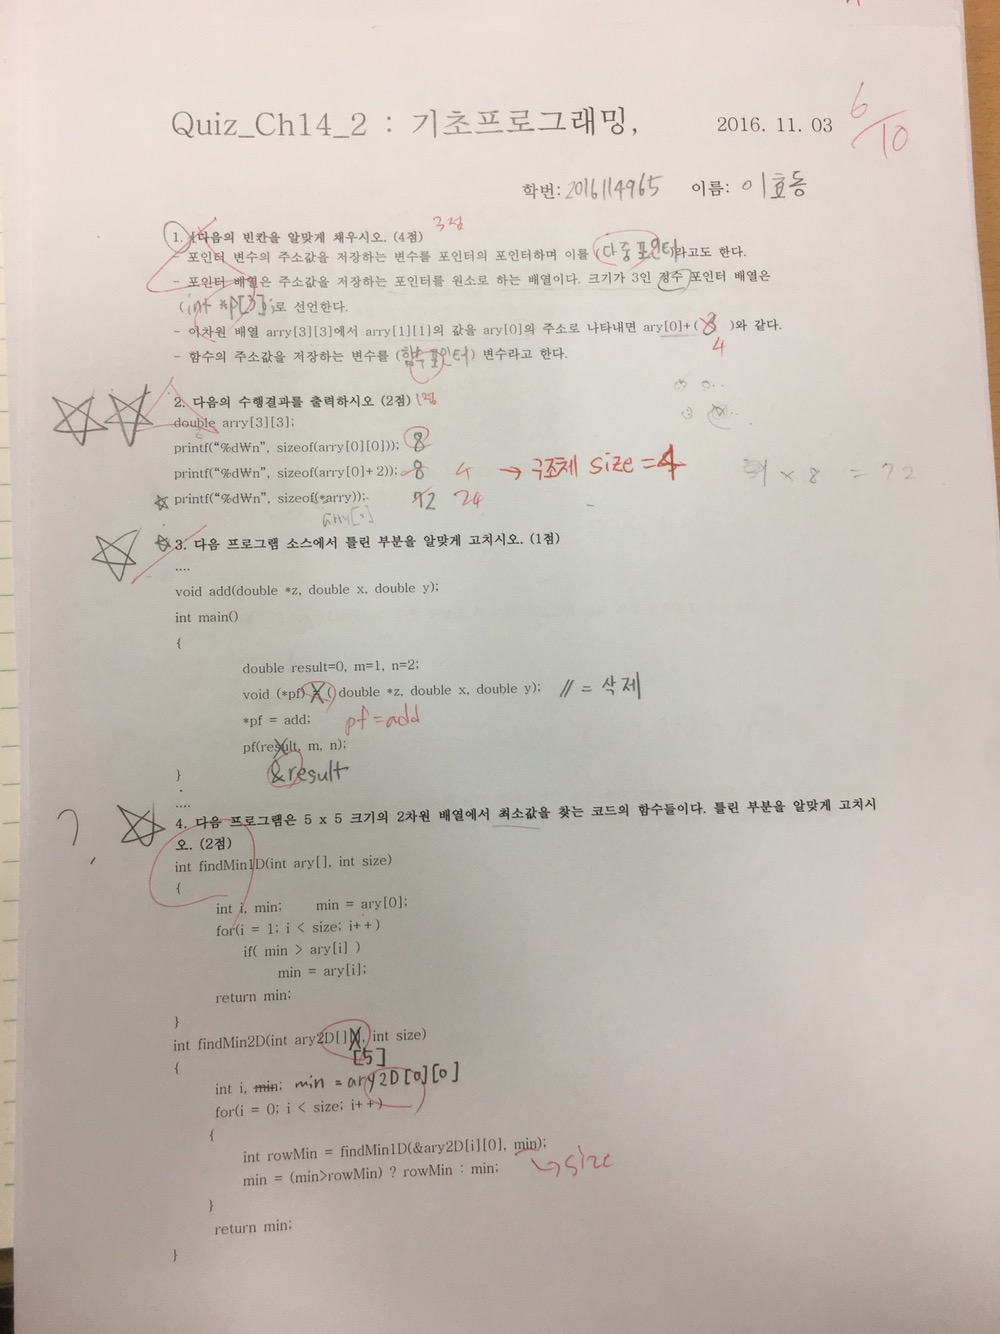 Quiz_Ch14_2 : 기초프로그래밍, 2016. 11. 03 6/10
학번: 2016114965 이름: 이효동
3점
1. 다음의 빈칸을 알맞게 채우시오. (4점)
- 포인터 변수의 주소값을 저장하는 변수를 포인터의 포인터하며 이를 (다중포인터)라고도 한다.
- 포인터 배열은 주소값을 저장하는 포인터를 원소로 하는 배열이다. 크기가 3인 정수 포인터 배열은
(int *p[3];)로 선언한다.
- 이차원 배열 arry[3][3]에서 arry[1][1]의 값을 ary[0]의 주소로 나타내면 ary[0]+( 3 )와 같다.
4
- 함수의 주소값을 저장하는 변수를 (함수포인터) 변수라고 한다.
2. 다음의 수행결과를 출력하시오 (2점) 1점
double arry[3][3];
printf("%d₩n", sizeof(arry[0][0])); 8
printf("%d₩n", sizeof(arry[0]+2)); 8 4 → 구조체 size = 4 9 × 8 = 72
printf("%d₩n", sizeof(*arry)); 72 24
arry[0]
3. 다음 프로그램 소스에서 틀린 부분을 알맞게 고치시오. (1점)
....
void add(double *z, double x, double y);
int main()
{
double result=0, m=1, n=2;
void (*pf) = ( double *z, double x, double y); // = 삭제
*pf = add; pf = add
pf(result, m, n);
} &result
.
....
? 4. 다음 프로그램은 5 x 5 크기의 2차원 배열에서 최소값을 찾는 코드의 함수들이다. 틀린 부분을 알맞게 고치시
오. (2점)
int findMin1D(int ary[], int size)
{
int i, min; min = ary[0];
for(i = 1; i < size; i++)
if( min > ary[i] )
min = ary[i];
return min;
}
int findMin2D(int ary2D[][], int size)
[5]
{
int i, min; min = ary2D[0][0]
for(i = 0; i < size; i++)
{
int rowMin = findMin1D(&ary2D[i][0], min);
min = (min>rowMin) ? rowMin : min; → size
}
return min;
}